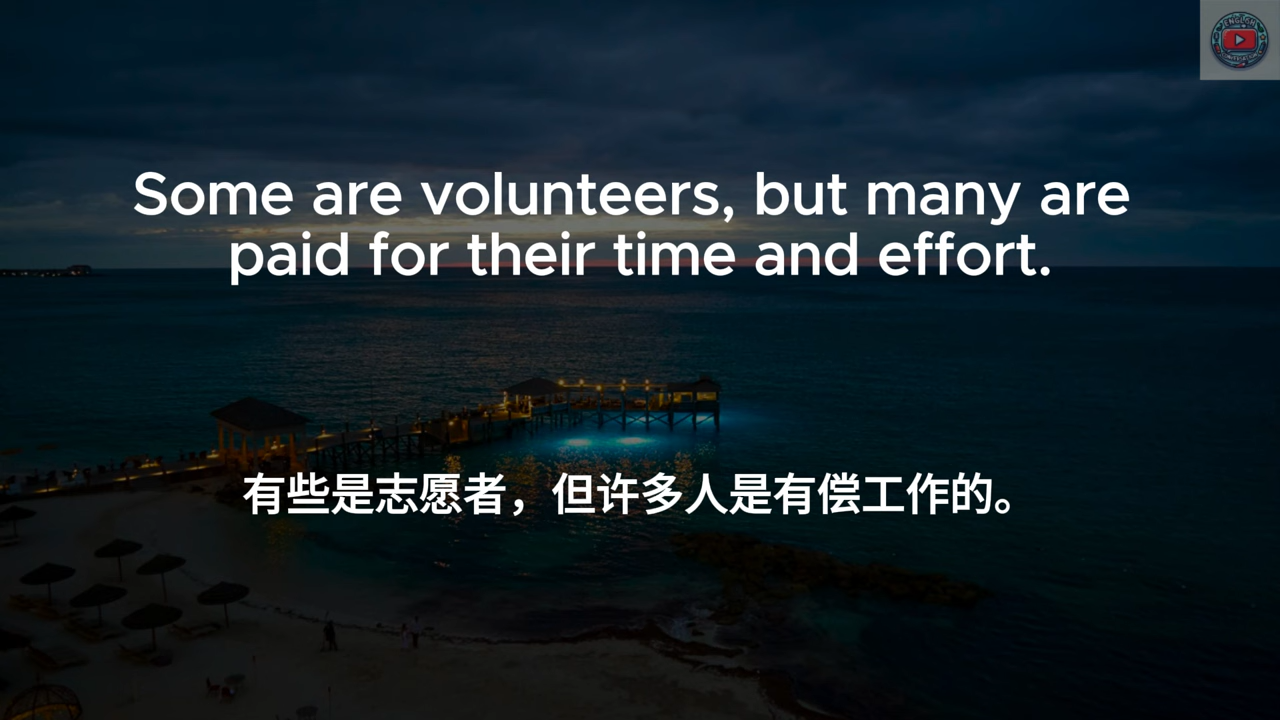 Some are volunteers, but many are
paid for their time and effort.
有些是志愿者，但许多人是有偿工作的。